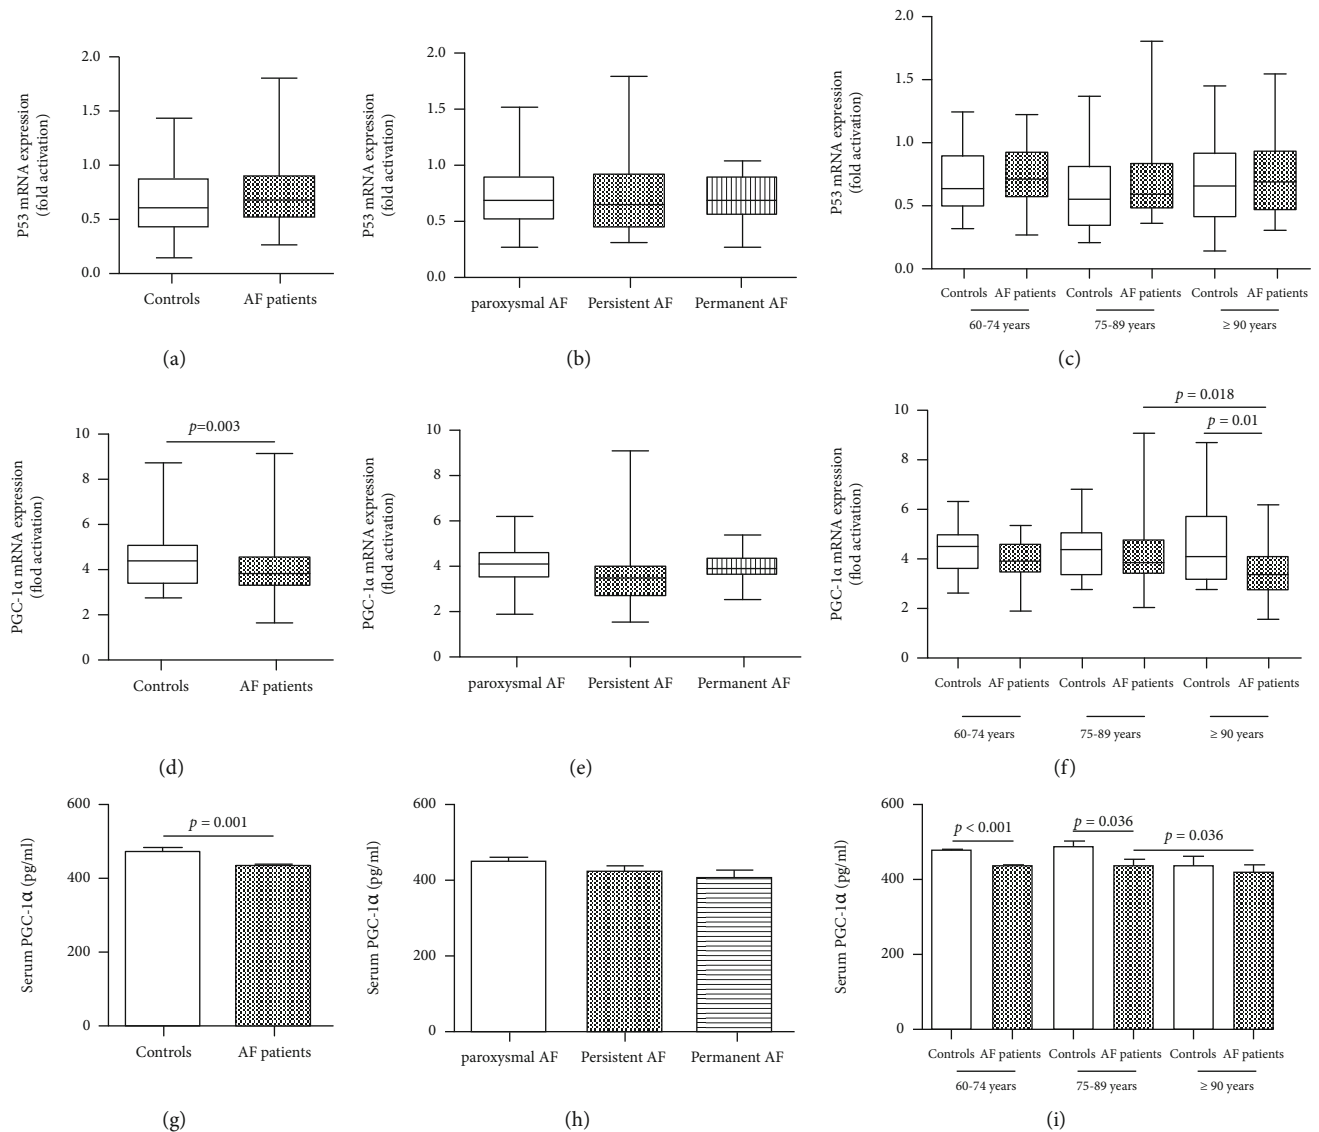 P53 mRNA expression
(fold activation)
2.0
1.5
1.0
0.5
0.0
Controls
AF patients
(a)
P53 mRNA expression
(fold activation)
2.0
1.5
1.0
0.5
0.0
paroxysmal AF
Persistent AF
Permanent AF
(b)
P53 mRNA expression
(fold activation)
2.0
1.5
1.0
0.5
0.0
Controls AF patients Controls AF patients Controls AF patients
60-74 years
75-89 years
≥ 90 years
(c)
PGC-1α mRNA expression
(flod activation)
10
8
6
4
2
0
p=0.003
Controls
AF patients
(d)
PGC-1α mRNA expression
(flod activation)
10
8
6
4
2
0
paroxysmal AF
Persistent AF
Permanent AF
(e)
PGC-1α mRNA expression
(flod activation)
10
8
6
4
2
0
p = 0.018
p = 0.01
Controls AF patients Controls AF patients Controls AF patients
60-74 years
75-89 years
≥ 90 years
(f)
Serum PGC-1α (pg/ml)
600
400
200
0
p = 0.001
Controls
AF patients
(g)
Serum PGC-1α (pg/ml)
600
400
200
0
paroxysmal AF
Persistent AF
Permanent AF
(h)
Serum PGC-1α (pg/ml)
600
400
200
0
p < 0.001
p = 0.036
p = 0.036
Controls AF patients Controls AF patients Controls AF patients
60-74 years
75-89 years
≥ 90 years
(i)